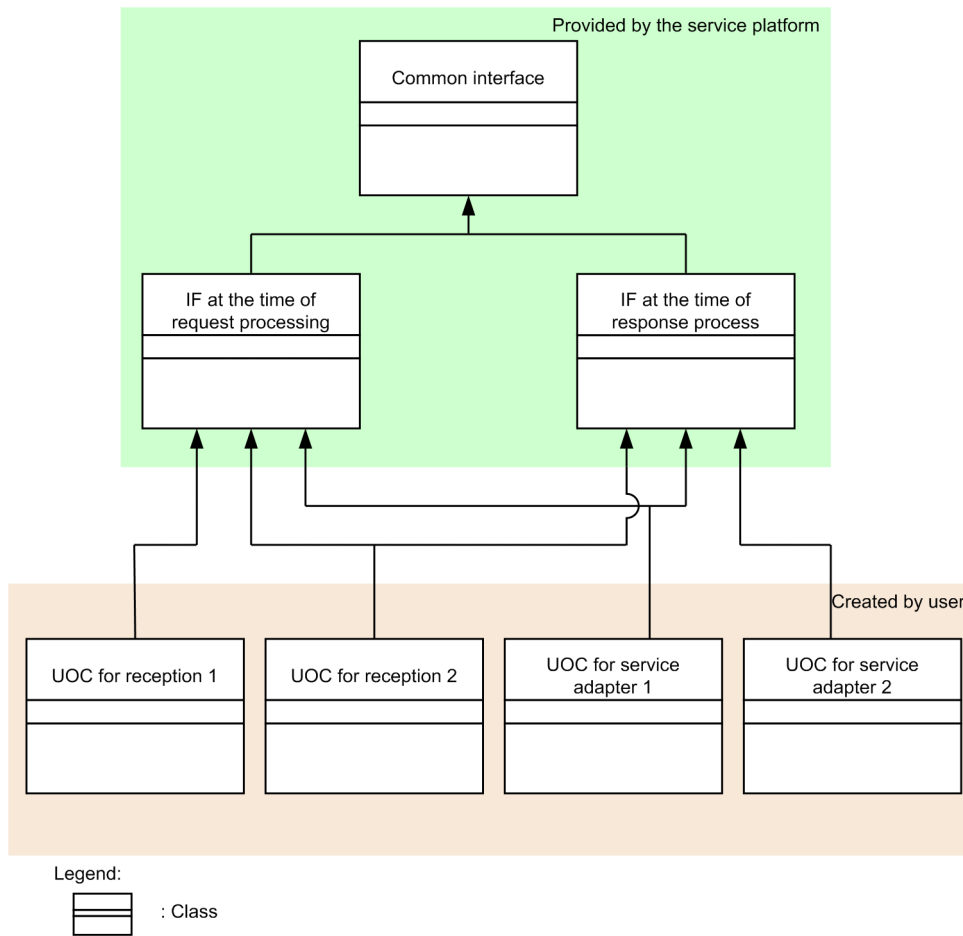 Provided by the service platform
Common interface
IF at the time of
request processing
IF at the time of
response process
Created by user
UOC for reception 1
UOC for reception 2
UOC for service
adapter 1
UOC for service
adapter 2
Legend:
: Class